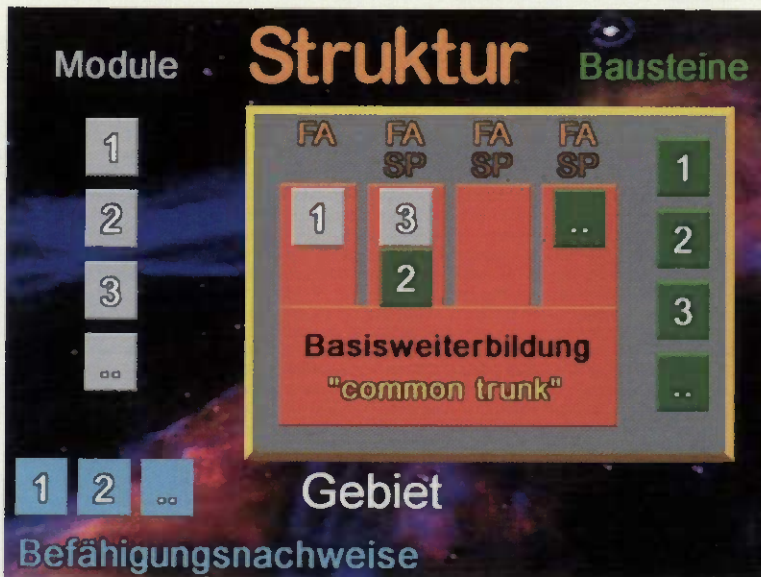 Struktur
Module
Bausteine
1
2
3
..
FA FA FA FA
SP SP SP
1 3 ..
2
Basisweiterbildung
"common trunk"
1
2
3
..
Gebiet
1 2 ..
Befähigungsnachweise